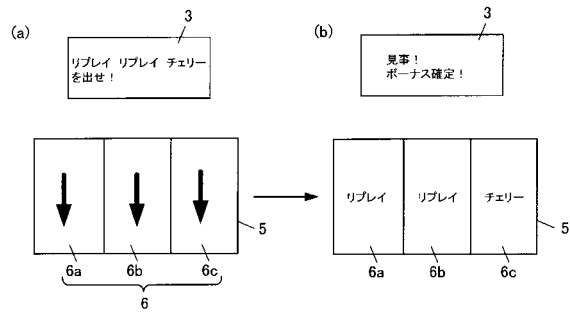 (a)
3
リプレイ リプレイ チェリー
を出せ!
5
6a
6b
6c
6
(b)
3
見事!
ボーナス確定!
リプレイ
リプレイ
チェリー
5
6a
6b
6c